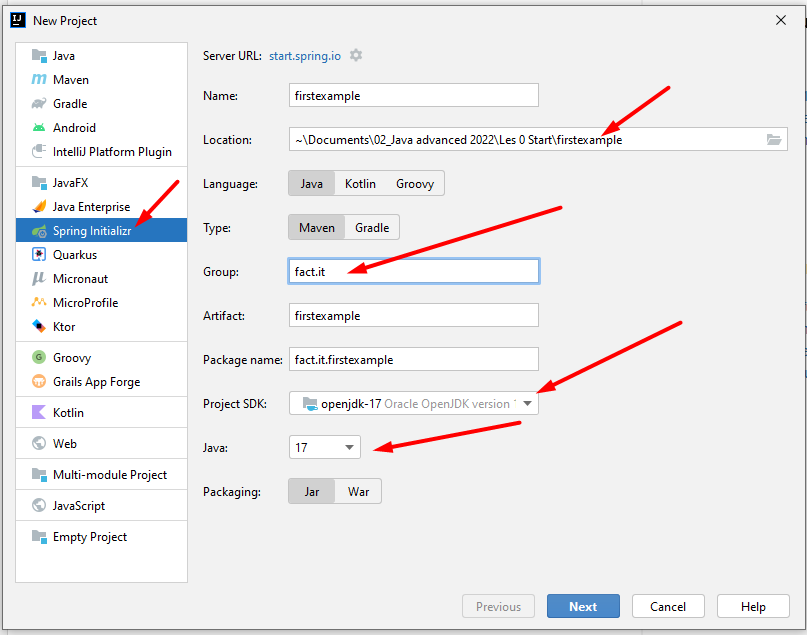 New Project
Java
Maven
Gradle
Android
IntelliJ Platform Plugin
JavaFX
Java Enterprise
Spring Initializr
Quarkus
Micronaut
MicroProfile
Ktor
Groovy
Grails App Forge
Kotlin
Web
Multi-module Project
JavaScript
Empty Project
Server URL: start.spring.io
Name: firstexample
Location: ~\Documents\02_Java advanced 2022\Les 0 Start\firstexample
Language: Java Kotlin Groovy
Type: Maven Gradle
Group: fact.it
Artifact: firstexample
Package name: fact.it.firstexample
Project SDK: openjdk-17 Oracle OpenJDK version
Java: 17
Packaging: Jar War
Previous Next Cancel Help